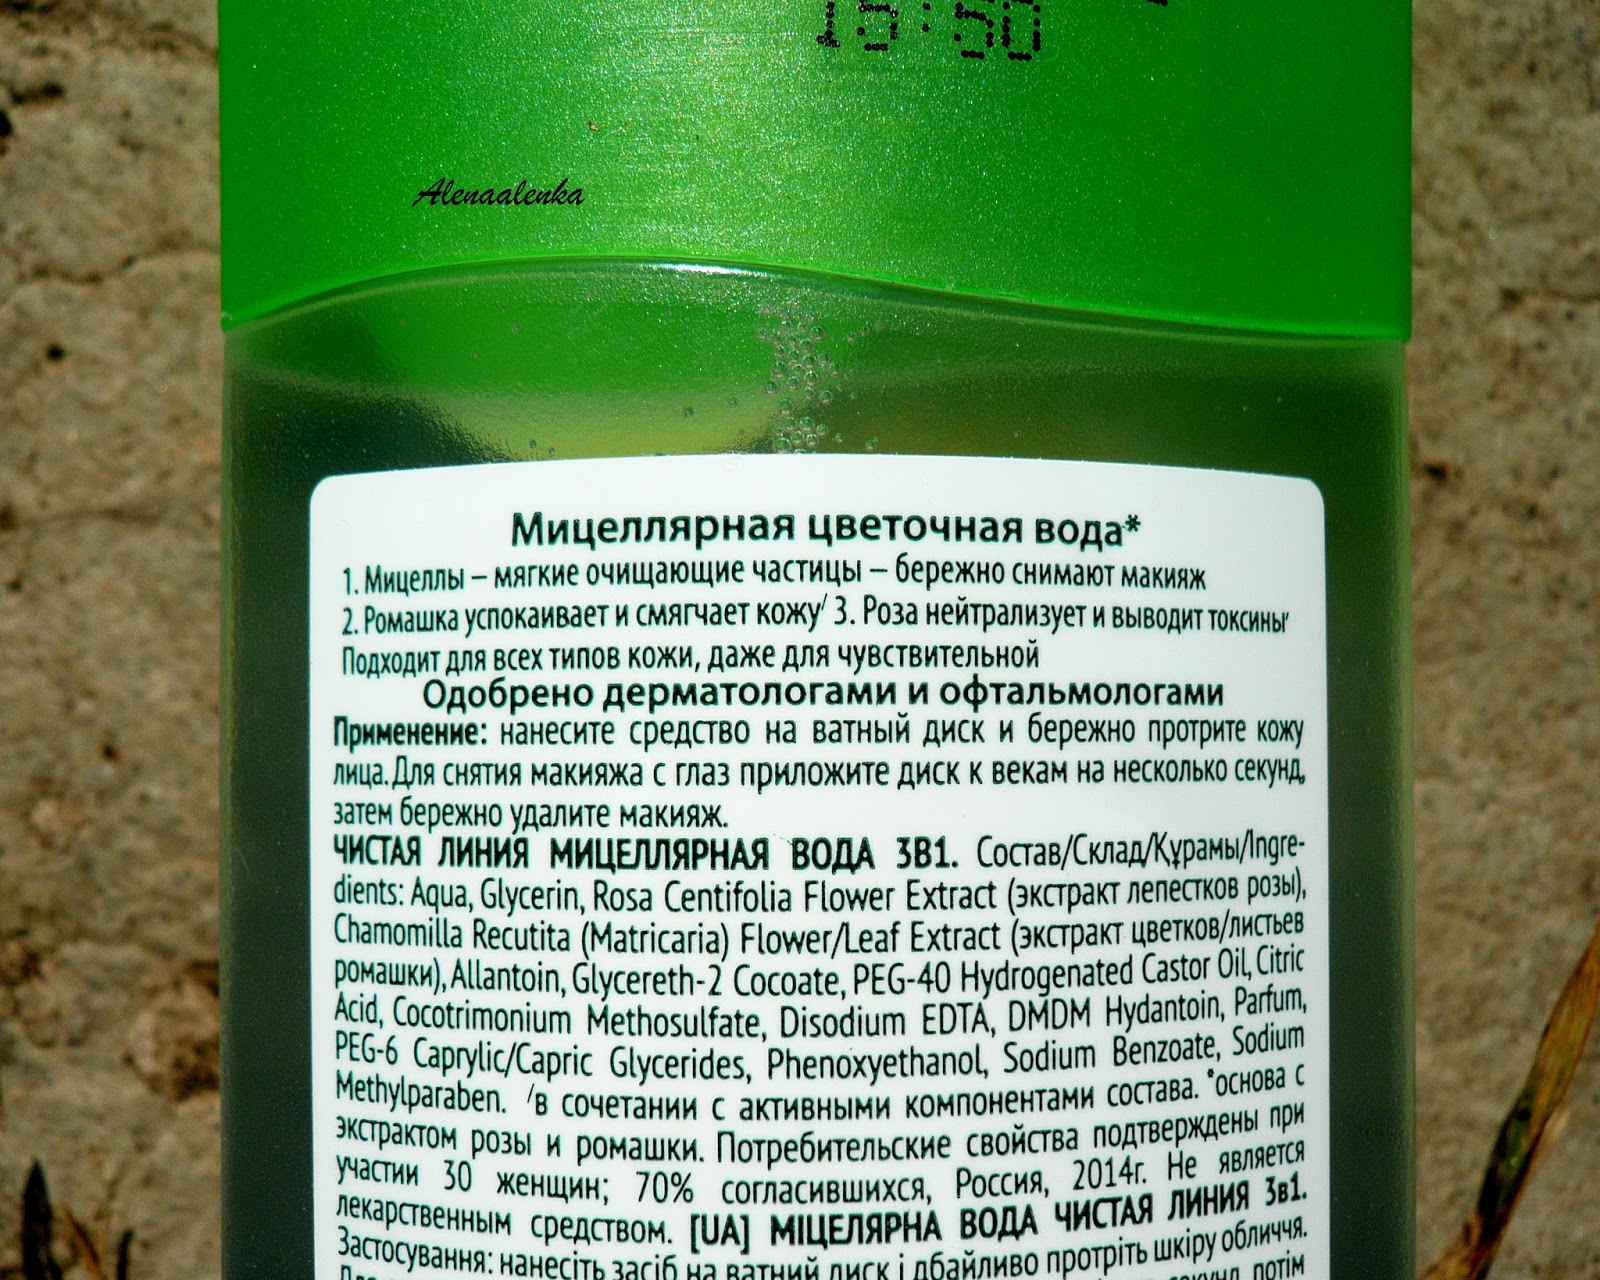 Alenaalenka
Мицеллярная цветочная вода*
1. Мицеллы – мягкие очищающие частицы – бережно снимают макияж
2. Ромашка успокаивает и смягчает кожу/ 3. Роза нейтрализует и выводит токсины/
Подходит для всех типов кожи, даже для чувствительной
Одобрено дерматологами и офтальмологами
Применение: нанесите средство на ватный диск и бережно протрите кожу
лица. Для снятия макияжа с глаз приложите диск к векам на несколько секунд,
затем бережно удалите макияж.
ЧИСТАЯ ЛИНИЯ МИЦЕЛЛЯРНАЯ ВОДА 3В1. Состав/Склад/Құрамы/Ingre-
dients: Aqua, Glycerin, Rosa Centifolia Flower Extract (экстракт лепестков розы),
Chamomilla Recutita (Matricaria) Flower/Leaf Extract (экстракт цветков/листьев
ромашки), Allantoin, Glycereth-2 Cocoate, PEG-40 Hydrogenated Castor Oil, Citric
Acid, Cocotrimonium Methosulfate, Disodium EDTA, DMDM Hydantoin, Parfum,
PEG-6 Caprylic/Capric Glycerides, Phenoxyethanol, Sodium Benzoate, Sodium
Methylparaben. /в сочетании с активными компонентами состава. *основа с
экстрактом розы и ромашки. Потребительские свойства подтверждены при
участии 30 женщин; 70% согласившихся, Россия, 2014г. Не является
лекарственным средством. [UA] МІЦЕЛЯРНА ВОДА ЧИСТАЯ ЛИНИЯ 3в1.
Застосування: нанесіть засіб на ватний диск і дбайливо протріть шкіру обличчя.
секунд, потім